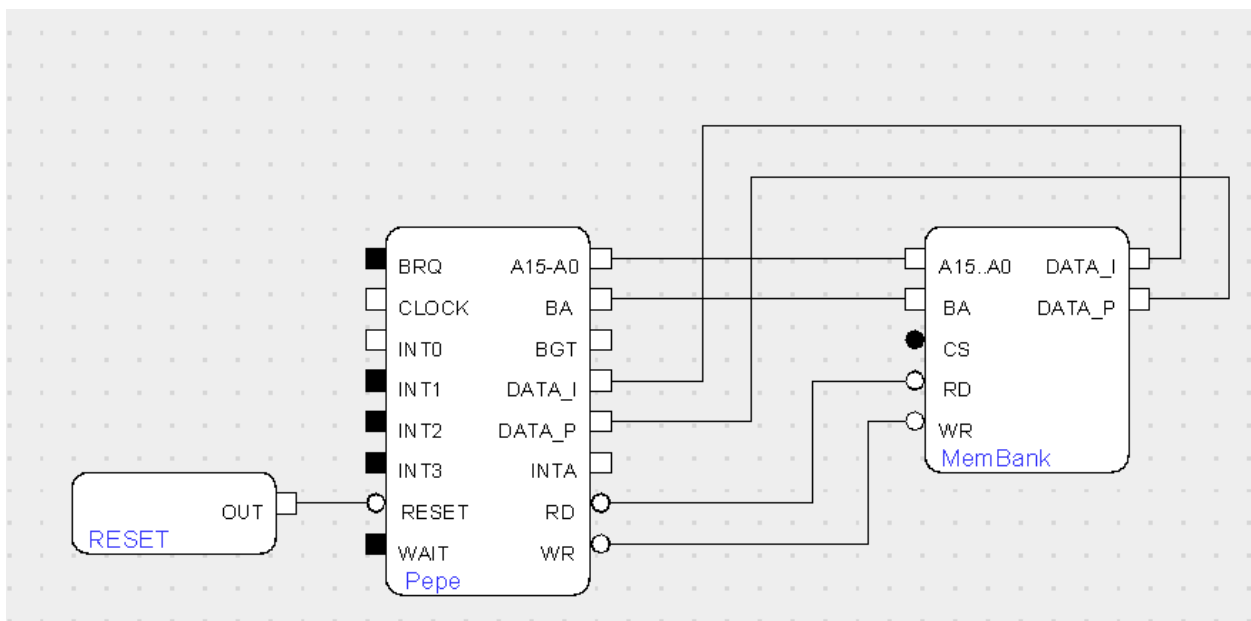 BRQ
CLOCK
INT0
INT1
INT2
INT3
RESET
WAIT
A15-A0
BA
BGT
DATA_I
DATA_P
INTA
RD
WR
Pepe
OUT
RESET
A15..A0
BA
CS
RD
WR
DATA_I
DATA_P
MemBank